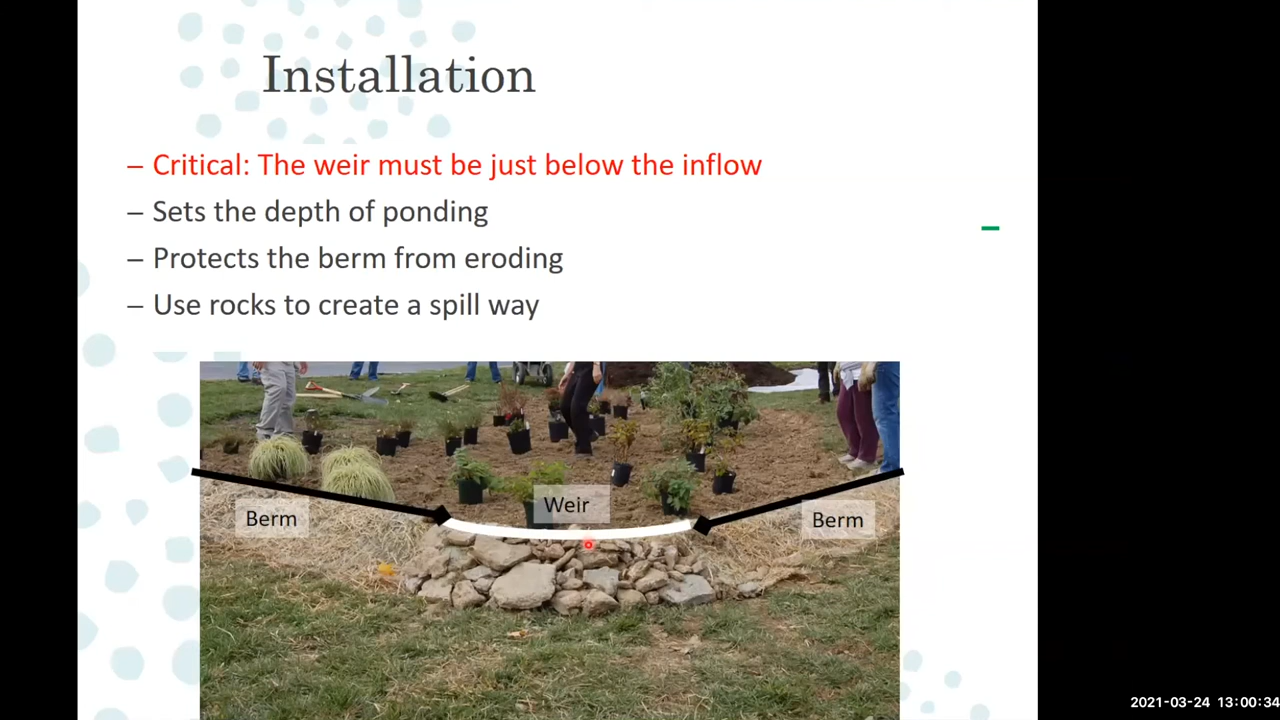 Installation
– Critical: The weir must be just below the inflow
– Sets the depth of ponding
– Protects the berm from eroding
– Use rocks to create a spill way
Weir
Berm
Berm
2021-03-24 13:00:34